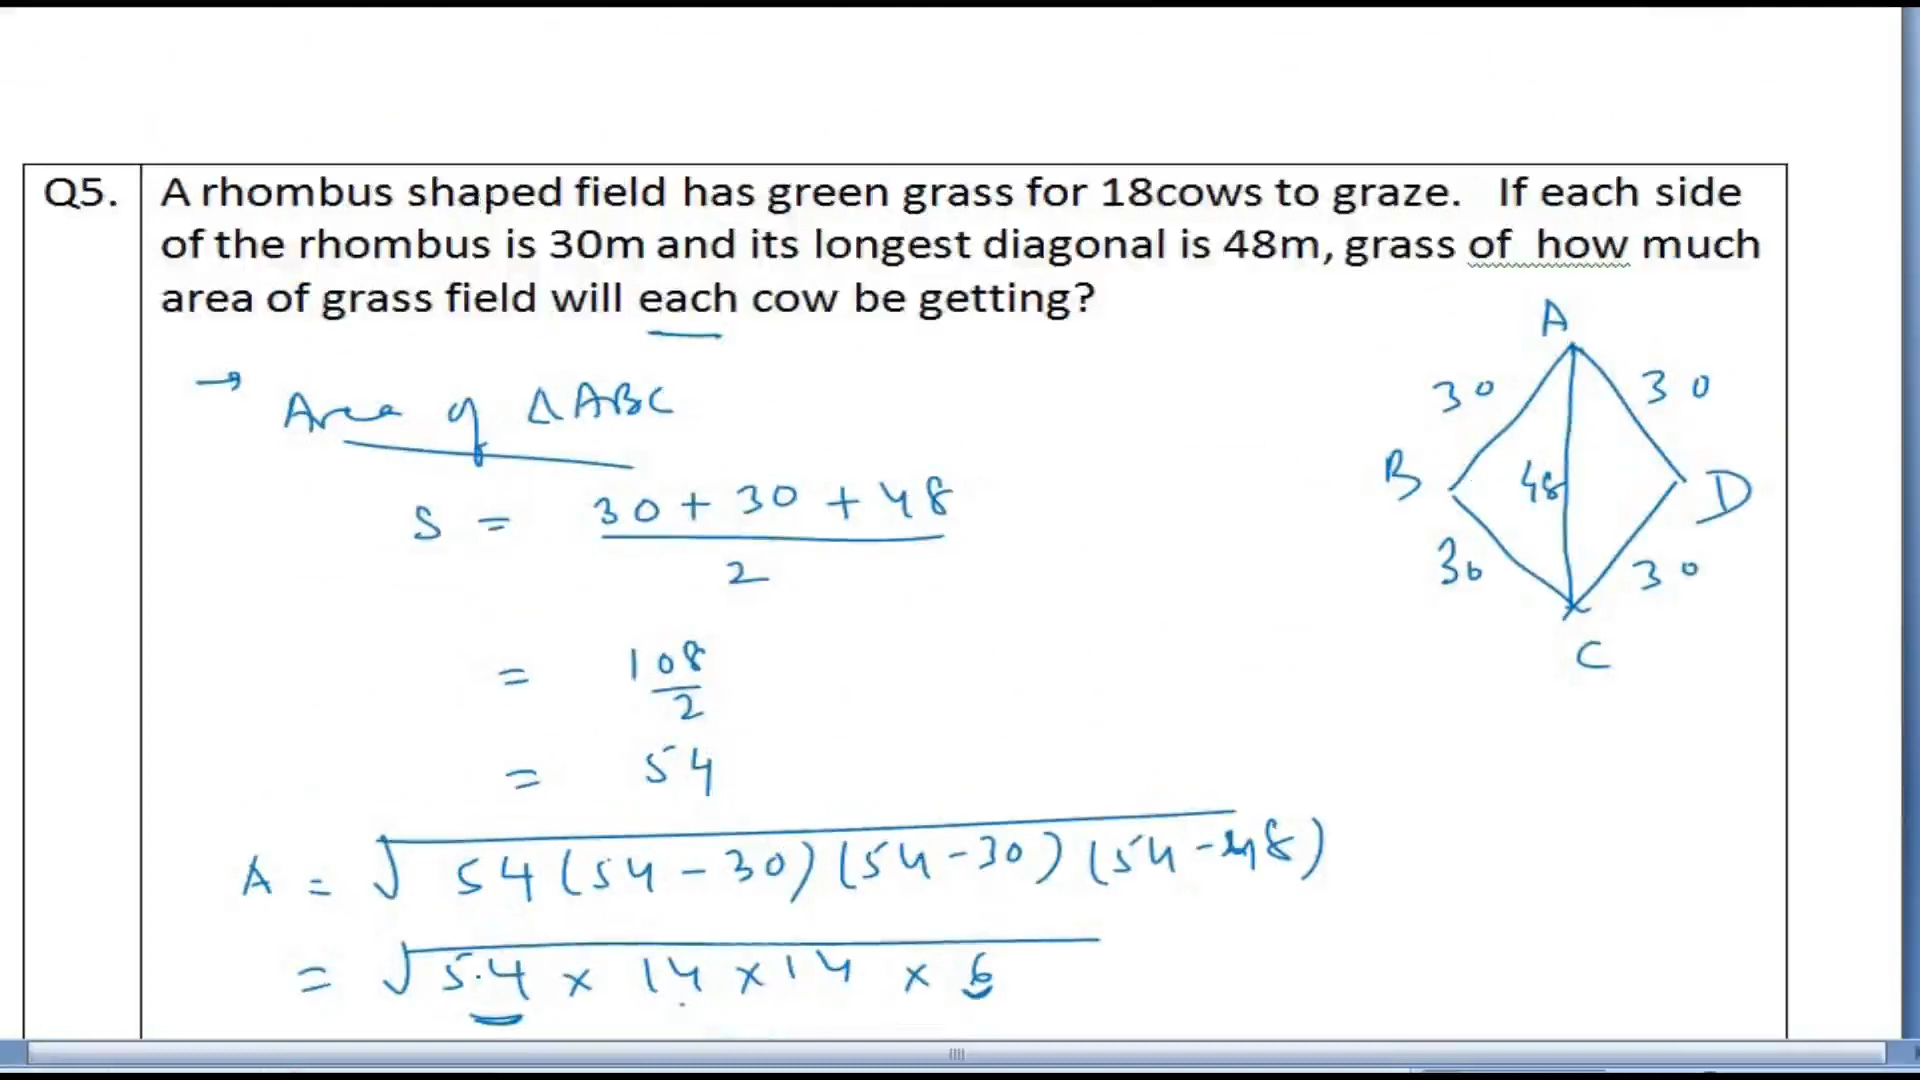 Q5. A rhombus shaped field has green grass for 18cows to graze. If each side
of the rhombus is 30m and its longest diagonal is 48m, grass of how much
area of grass field will each cow be getting?
→ Area of △ABC
S = 30 + 30 + 48
2
= 108
2
= 54
A = √54(54 - 30)(54 - 30)(54 - 48)
= √5.4 × 14 × 14 × 6
A
30 30
B 48 D
30 30
C